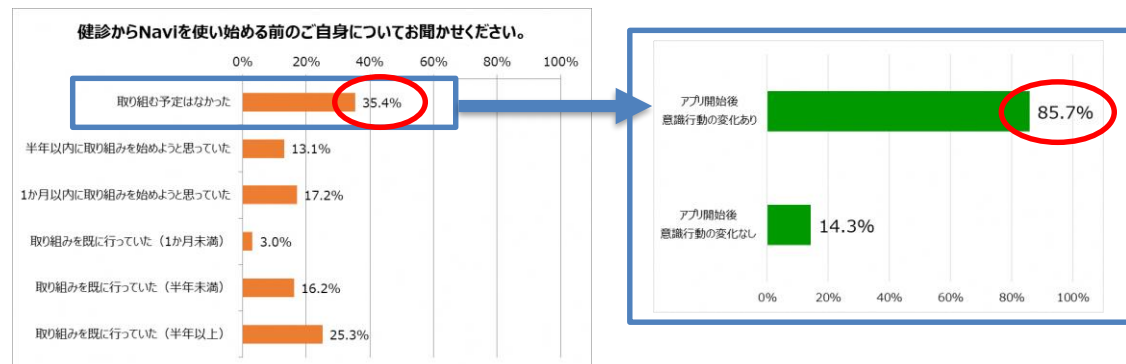 健診からNaviを使い始める前のご自身についてお聞かせください。
0% 20% 40% 60% 80% 100%
取り組む予定はなかった 35.4%
半年以内に取り組みを始めようと思っていた 13.1%
1か月以内に取り組みを始めようと思っていた 17.2%
取り組みを既に行っていた（1か月未満） 3.0%
取り組みを既に行っていた（半年未満） 16.2%
取り組みを既に行っていた（半年以上） 25.3%
アプリ開始後
意識行動の変化あり
85.7%
アプリ開始後
意識行動の変化なし
14.3%
0% 20% 40% 60% 80% 100%